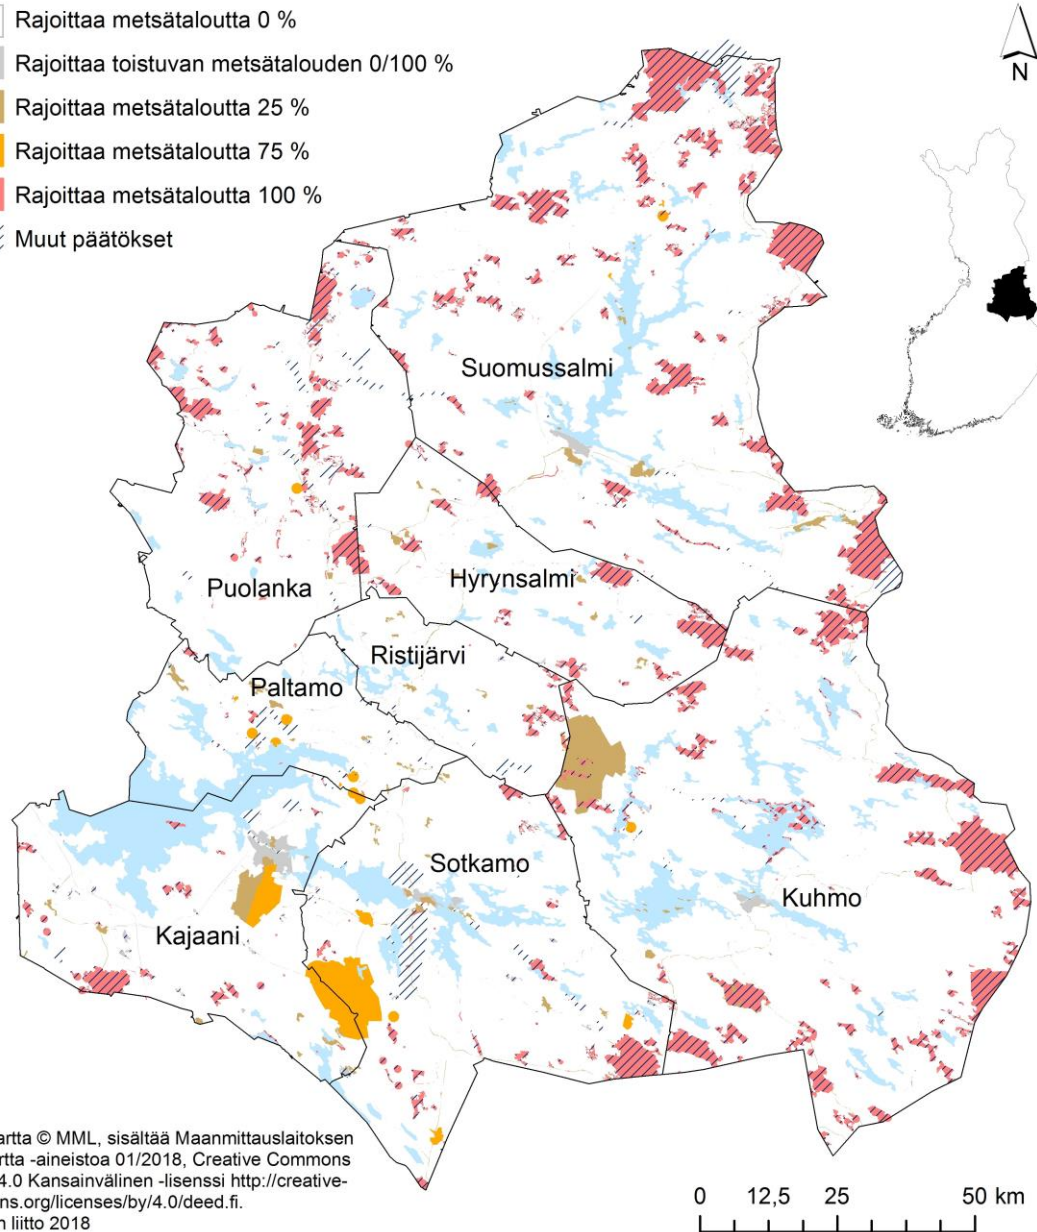 Rajoittaa metsätaloutta 0 %
Rajoittaa toistuvan metsätalouden 0/100 %
Rajoittaa metsätaloutta 25 %
Rajoittaa metsätaloutta 75 %
Rajoittaa metsätaloutta 100 %
Muut päätökset
N
Suomussalmi
Puolanka
Hyrynsalmi
Ristijärvi
Paltamo
Sotkamo
Kuhmo
Kajaani
artta © MML, sisältää Maanmittauslaitoksen
rtta -aineistoa 01/2018, Creative Commons
4.0 Kansainvälinen -lisenssi http://creative-
ns.org/licenses/by/4.0/deed.fi.
n liitto 2018
0 12,5 25 50 km